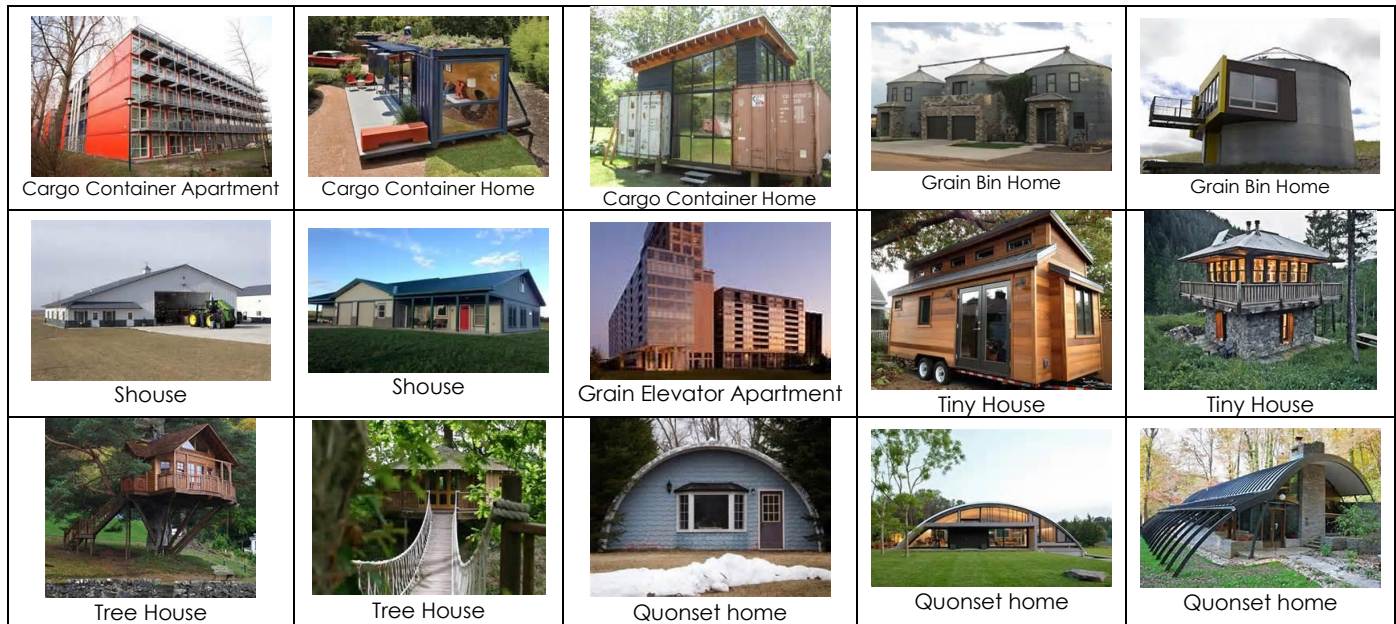 Cargo Container Apartment
Cargo Container Home
Cargo Container Home
Grain Bin Home
Grain Bin Home
Shouse
Shouse
Grain Elevator Apartment
Tiny House
Tiny House
Tree House
Tree House
Quonset home
Quonset home
Quonset home